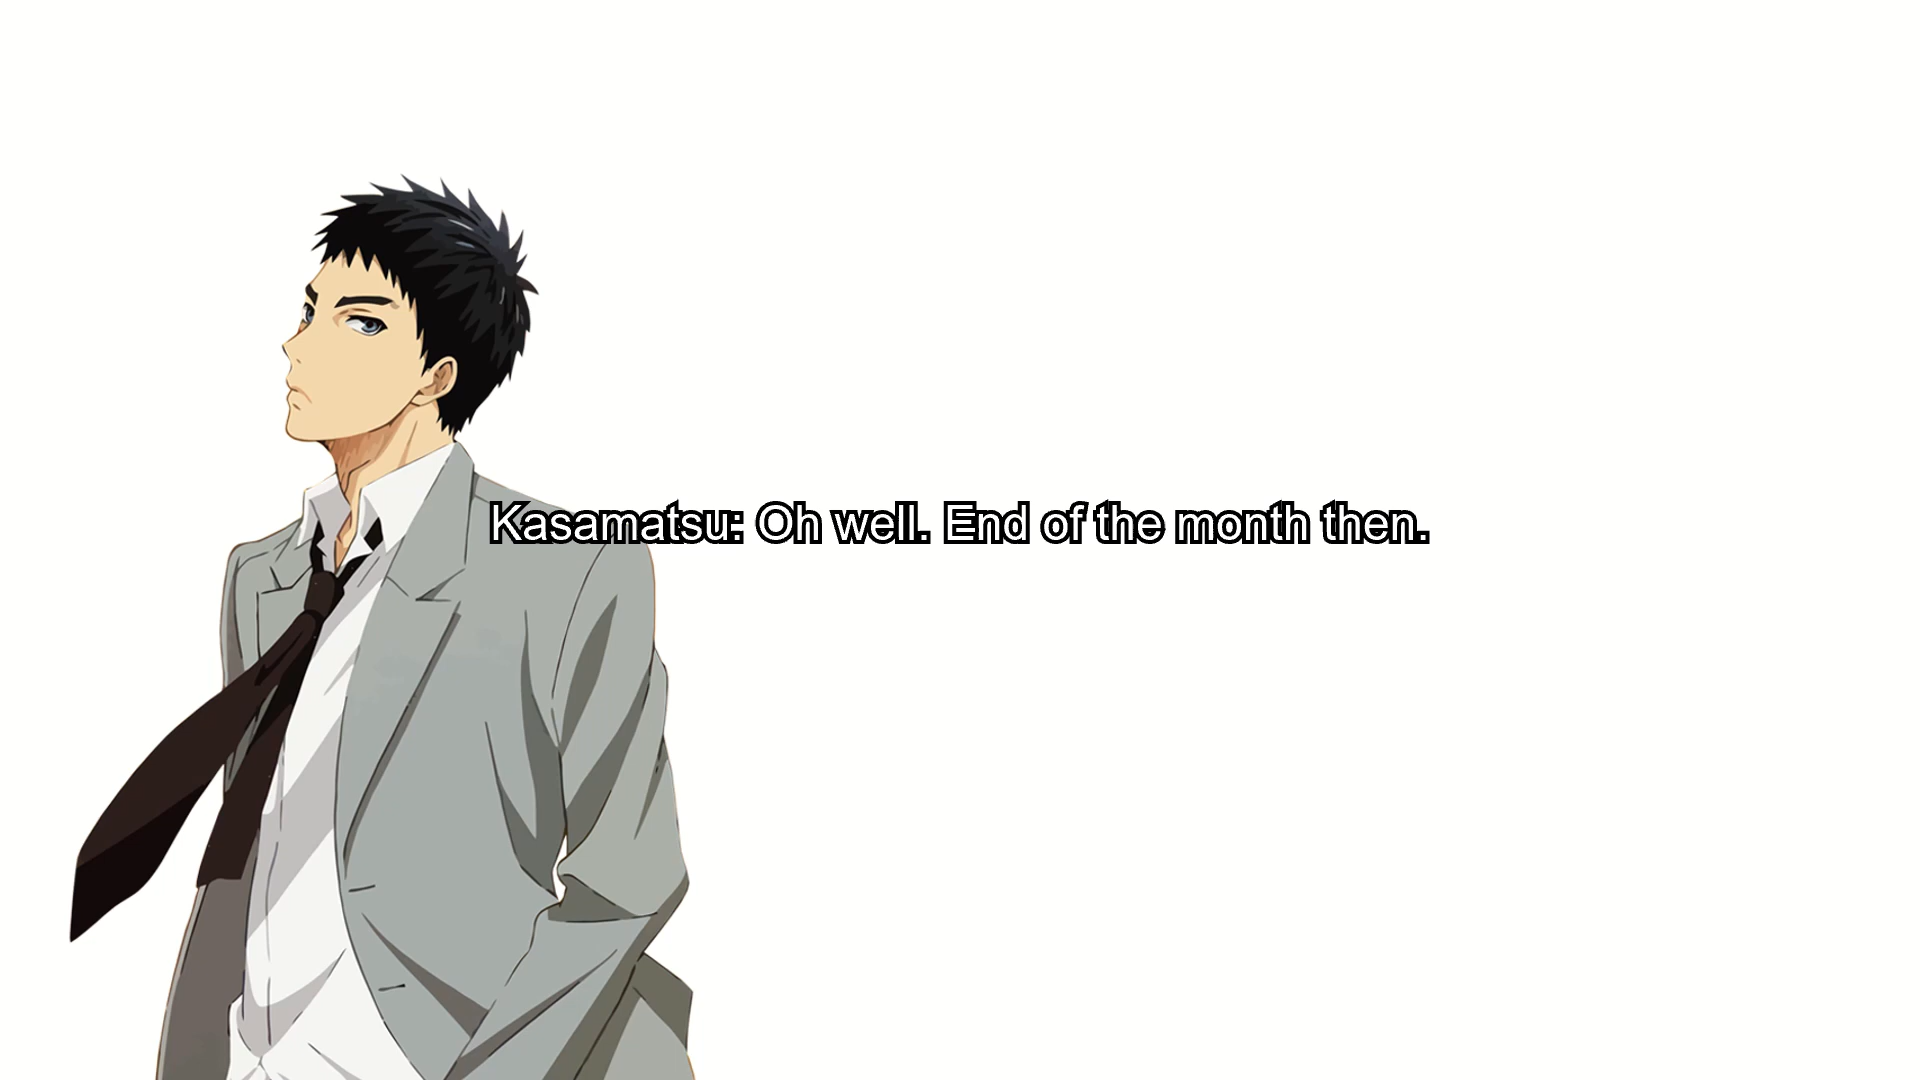 Kasamatsu: Oh well. End of the month then.